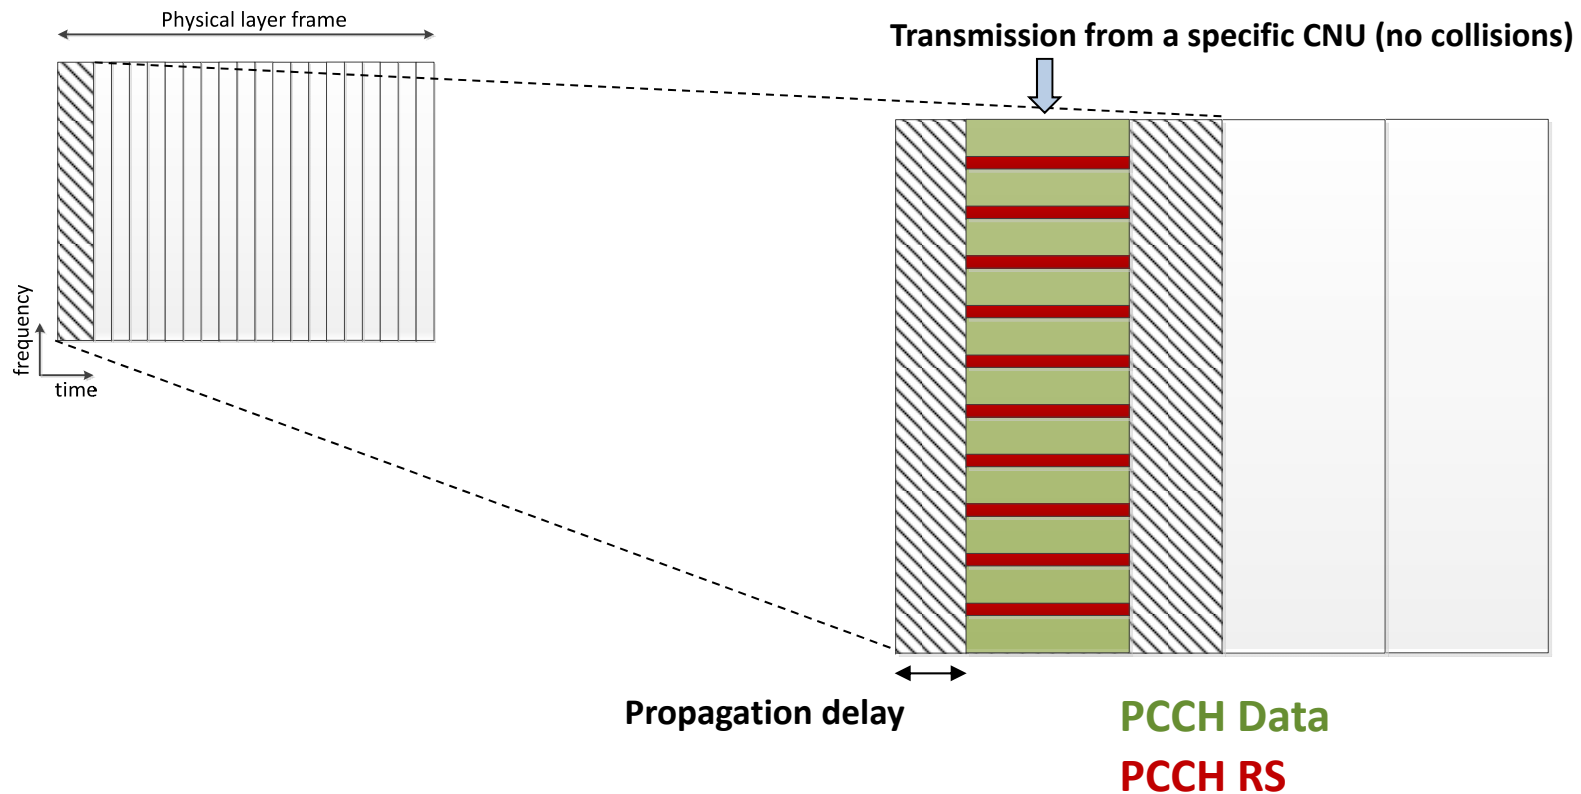 Physical layer frame
Transmission from a specific CNU (no collisions)
frequency
time
Propagation delay
PCCH Data
PCCH RS